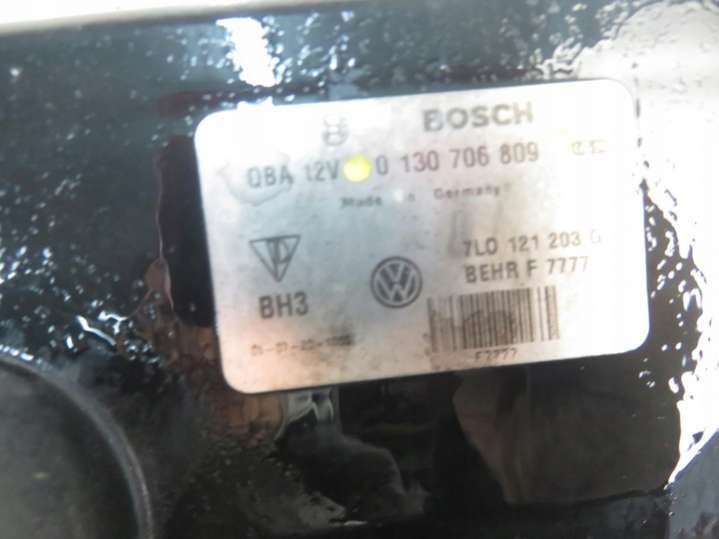 BOSCH
QBA 12V 0 130 706 809
Made in Germany
7L0 121 203 G
BEHR F 7777
BH3
F7777